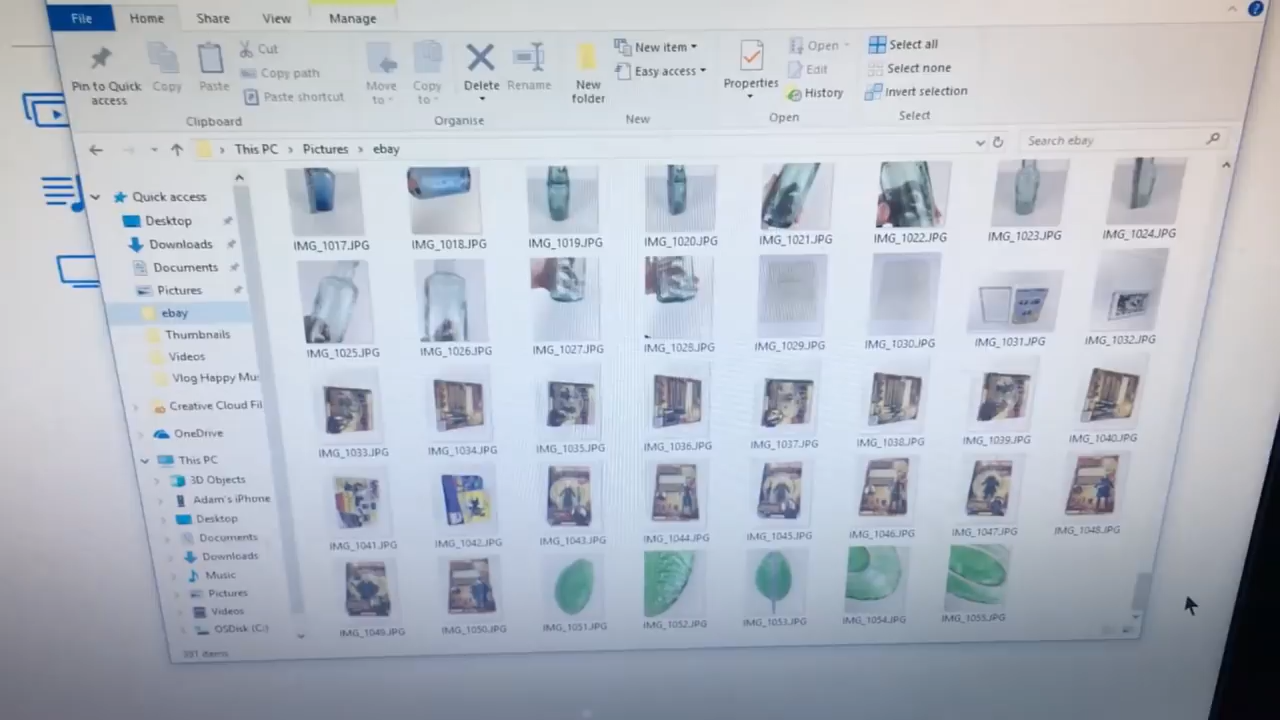 File Home Share View Manage
Pin to Quick access
Copy
Paste
Cut
Copy path
Paste shortcut
Clipboard
Move to
Copy to
Delete
Rename
Organise
New folder
New item
Easy access
New
Properties
Open
Edit
History
Open
Select all
Select none
Invert selection
Select
This PC > Pictures > ebay
Search ebay
Quick access
Desktop
Downloads
Documents
Pictures
ebay
Thumbnails
Videos
Vlog Happy Mu
Creative Cloud Fil
OneDrive
This PC
3D Objects
Adam's iPhone
Desktop
Documents
Downloads
Music
Pictures
Videos
OSDisk (C:)
IMG_1017.JPG IMG_1018.JPG IMG_1019.JPG IMG_1020.JPG IMG_1021.JPG IMG_1022.JPG IMG_1023.JPG IMG_1024.JPG
IMG_1025.JPG IMG_1026.JPG IMG_1027.JPG IMG_1028.JPG IMG_1029.JPG IMG_1030.JPG IMG_1031.JPG IMG_1032.JPG
IMG_1033.JPG IMG_1034.JPG IMG_1035.JPG IMG_1036.JPG IMG_1037.JPG IMG_1038.JPG IMG_1039.JPG IMG_1040.JPG
IMG_1041.JPG IMG_1042.JPG IMG_1043.JPG IMG_1044.JPG IMG_1045.JPG IMG_1046.JPG IMG_1047.JPG IMG_1048.JPG
IMG_1049.JPG IMG_1050.JPG IMG_1051.JPG IMG_1052.JPG IMG_1053.JPG IMG_1054.JPG IMG_1055.JPG
items